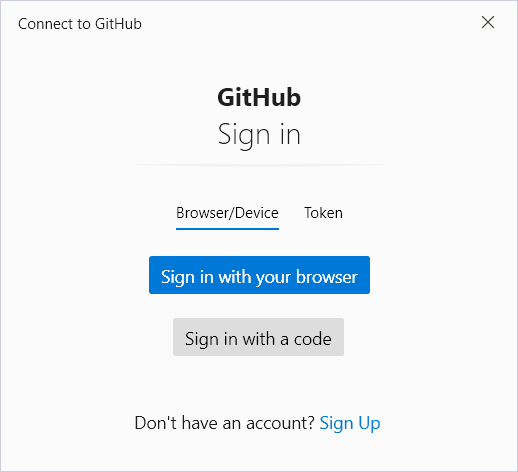 Connect to GitHub
GitHub
Sign in
Browser/Device Token
Sign in with your browser
Sign in with a code
Don't have an account? Sign Up